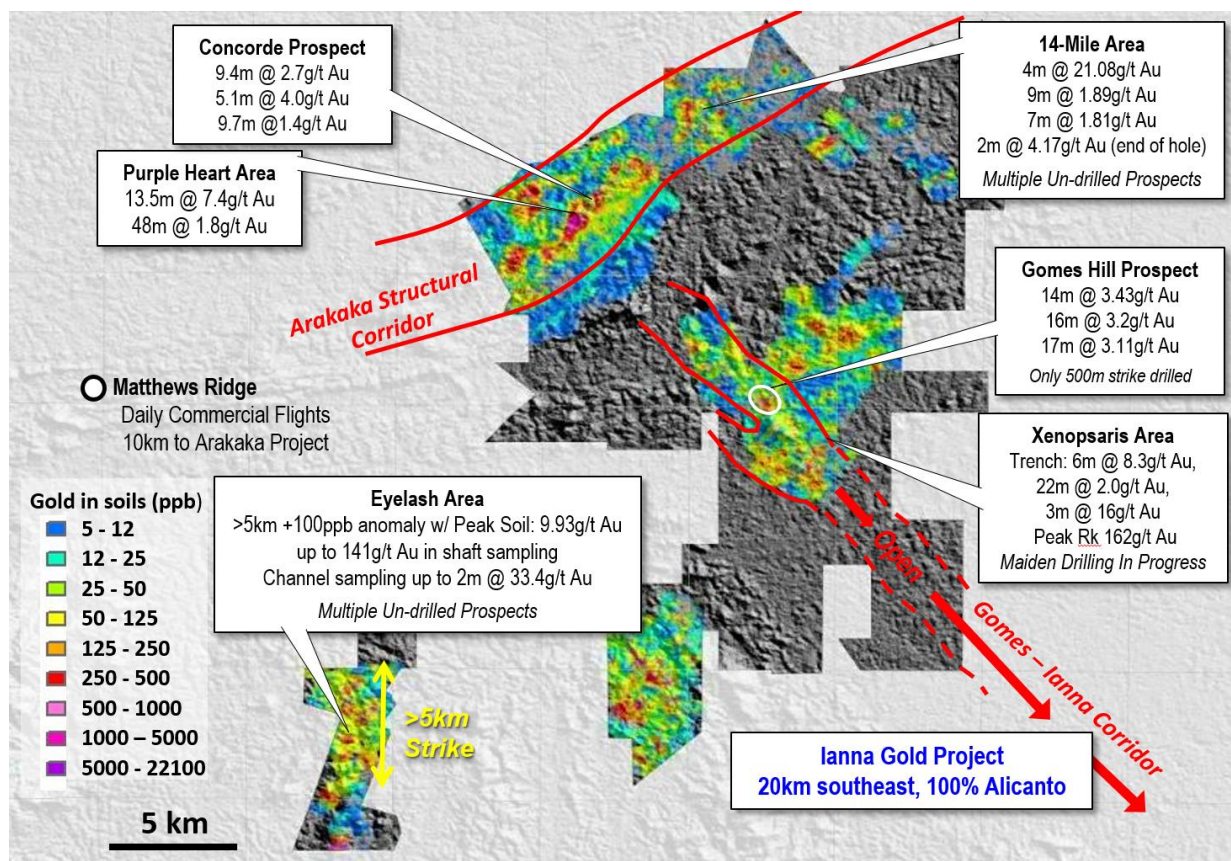 Concorde Prospect
9.4m @ 2.7g/t Au
5.1m @ 4.0g/t Au
9.7m @1.4g/t Au
Purple Heart Area
13.5m @ 7.4g/t Au
48m @ 1.8g/t Au
14-Mile Area
4m @ 21.08g/t Au
9m @ 1.89g/t Au
7m @ 1.81g/t Au
2m @ 4.17g/t Au (end of hole)
Multiple Un-drilled Prospects
Arakaka Structural
Corridor
Gomes Hill Prospect
14m @ 3.43g/t Au
16m @ 3.2g/t Au
17m @ 3.11g/t Au
Only 500m strike drilled
Matthews Ridge
Daily Commercial Flights
10km to Arakaka Project
Xenopsaris Area
Trench: 6m @ 8.3g/t Au,
22m @ 2.0g/t Au,
3m @ 16g/t Au
Peak Rk 162g/t Au
Maiden Drilling In Progress
Gold in soils (ppb)
5 - 12
12 - 25
25 - 50
50 - 125
125 - 250
250 - 500
500 - 1000
1000 – 5000
5000 - 22100
5 km
Eyelash Area
>5km +100ppb anomaly w/ Peak Soil: 9.93g/t Au
up to 141g/t Au in shaft sampling
Channel sampling up to 2m @ 33.4g/t Au
Multiple Un-drilled Prospects
>5km
Strike
Open
Gomes – Ianna Corridor
Ianna Gold Project
20km southeast, 100% Alicanto